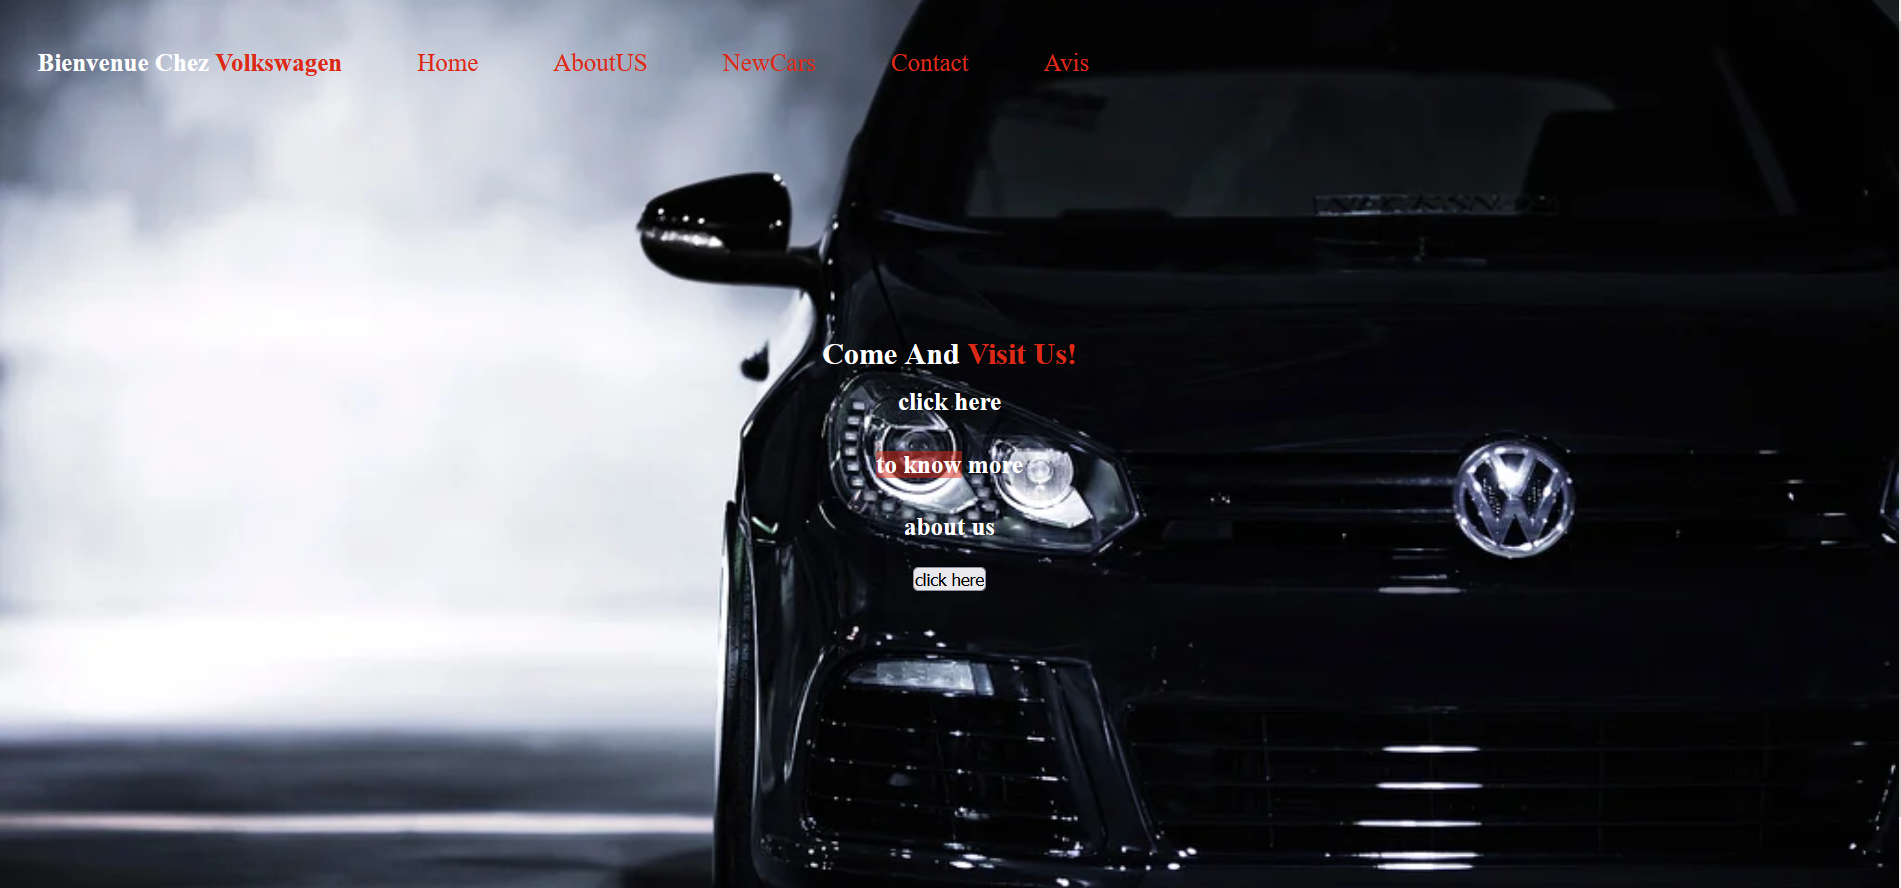 Bienvenue Chez Volkswagen Home AboutUS NewCars Contact Avis
Come And Visit Us!
click here
to know more
about us
click here